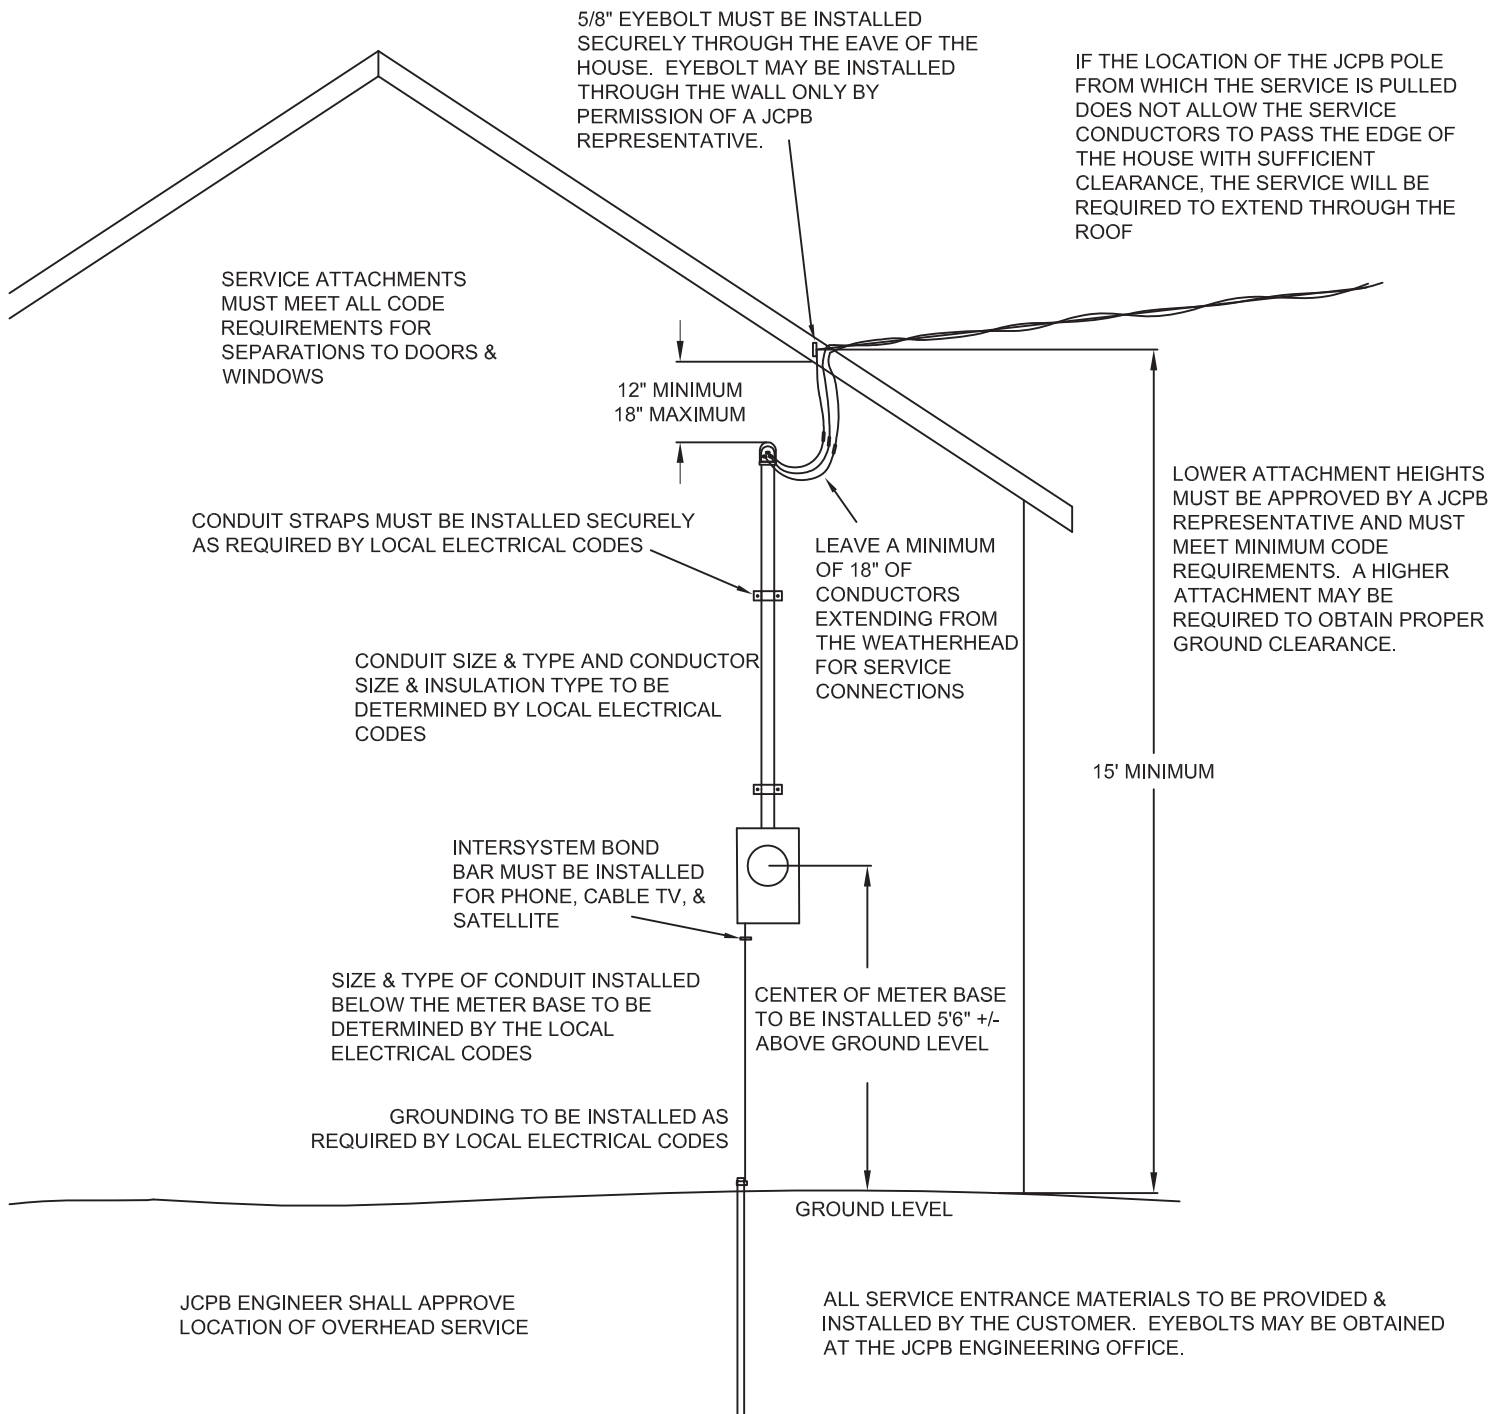 5/8" EYEBOLT MUST BE INSTALLED
SECURELY THROUGH THE EAVE OF THE
HOUSE.  EYEBOLT MAY BE INSTALLED
THROUGH THE WALL ONLY BY
PERMISSION OF A JCPB
REPRESENTATIVE.
IF THE LOCATION OF THE JCPB POLE
FROM WHICH THE SERVICE IS PULLED
DOES NOT ALLOW THE SERVICE
CONDUCTORS TO PASS THE EDGE OF
THE HOUSE WITH SUFFICIENT
CLEARANCE, THE SERVICE WILL BE
REQUIRED TO EXTEND THROUGH THE
ROOF
SERVICE ATTACHMENTS
MUST MEET ALL CODE
REQUIREMENTS FOR
SEPARATIONS TO DOORS &
WINDOWS
12" MINIMUM
18" MAXIMUM
CONDUIT STRAPS MUST BE INSTALLED SECURELY
AS REQUIRED BY LOCAL ELECTRICAL CODES
LEAVE A MINIMUM
OF 18" OF
CONDUCTORS
EXTENDING FROM
THE WEATHERHEAD
FOR SERVICE
CONNECTIONS
LOWER ATTACHMENT HEIGHTS
MUST BE APPROVED BY A JCPB
REPRESENTATIVE AND MUST
MEET MINIMUM CODE
REQUIREMENTS.  A HIGHER
ATTACHMENT MAY BE
REQUIRED TO OBTAIN PROPER
GROUND CLEARANCE.
CONDUIT SIZE & TYPE AND CONDUCTOR
SIZE & INSULATION TYPE TO BE
DETERMINED BY LOCAL ELECTRICAL
CODES
15' MINIMUM
INTERSYSTEM BOND
BAR MUST BE INSTALLED
FOR PHONE, CABLE TV, &
SATELLITE
SIZE & TYPE OF CONDUIT INSTALLED
BELOW THE METER BASE TO BE
DETERMINED BY THE LOCAL
ELECTRICAL CODES
CENTER OF METER BASE
TO BE INSTALLED 5'6" +/-
ABOVE GROUND LEVEL
GROUNDING TO BE INSTALLED AS
REQUIRED BY LOCAL ELECTRICAL CODES
GROUND LEVEL
JCPB ENGINEER SHALL APPROVE
LOCATION OF OVERHEAD SERVICE
ALL SERVICE ENTRANCE MATERIALS TO BE PROVIDED &
INSTALLED BY THE CUSTOMER.  EYEBOLTS MAY BE OBTAINED
AT THE JCPB ENGINEERING OFFICE.